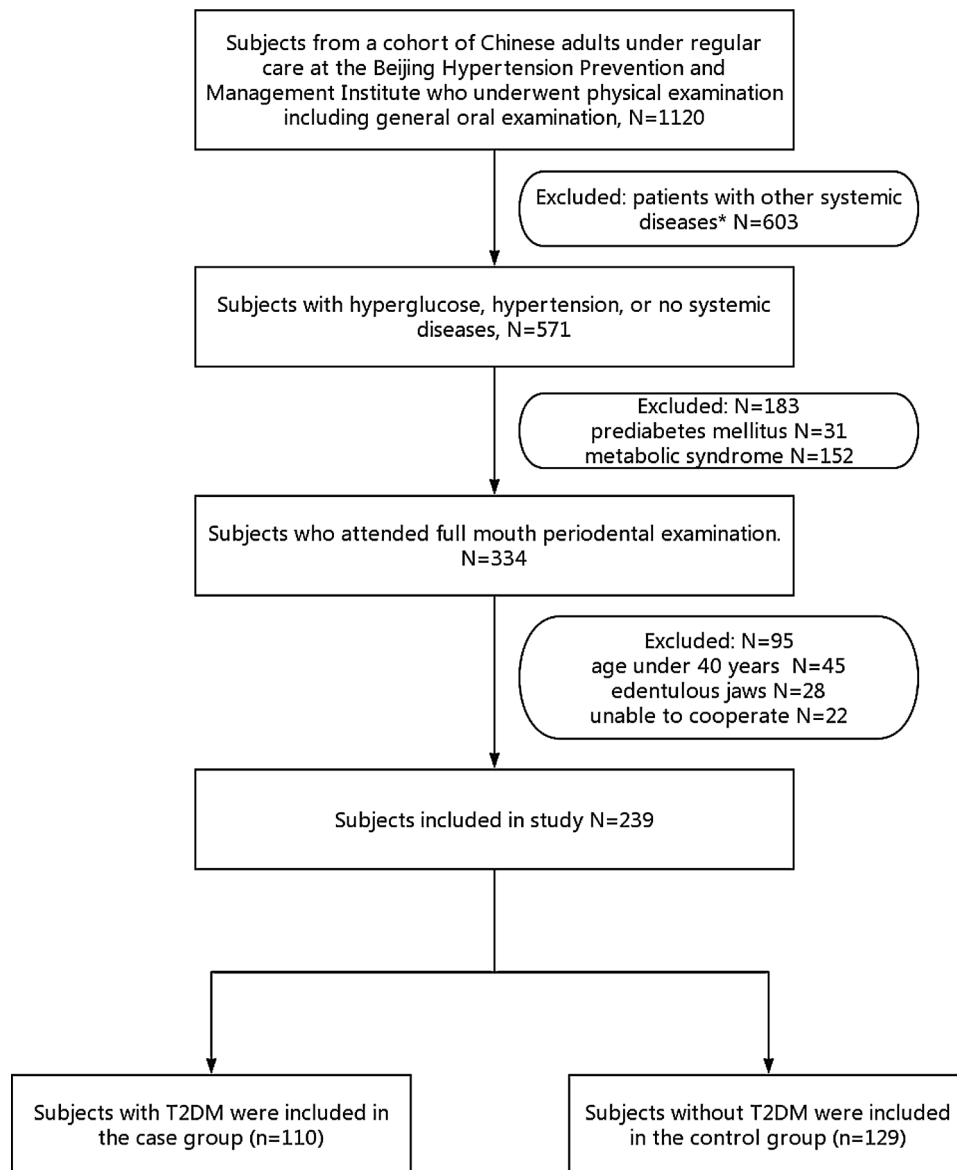 Subjects from a cohort of Chinese adults under regular
care at the Beijing Hypertension Prevention and
Management Institute who underwent physical examination
including general oral examination, N=1120
Excluded: patients with other systemic
diseases* N=603
Subjects with hyperglucose, hypertension, or no systemic
diseases, N=571
Excluded: N=183
prediabetes mellitus N=31
metabolic syndrome N=152
Subjects who attended full mouth periodental examination.
N=334
Excluded: N=95
age under 40 years N=45
edentulous jaws N=28
unable to cooperate N=22
Subjects included in study N=239
Subjects with T2DM were included in
the case group (n=110)
Subjects without T2DM were included
in the control group (n=129)